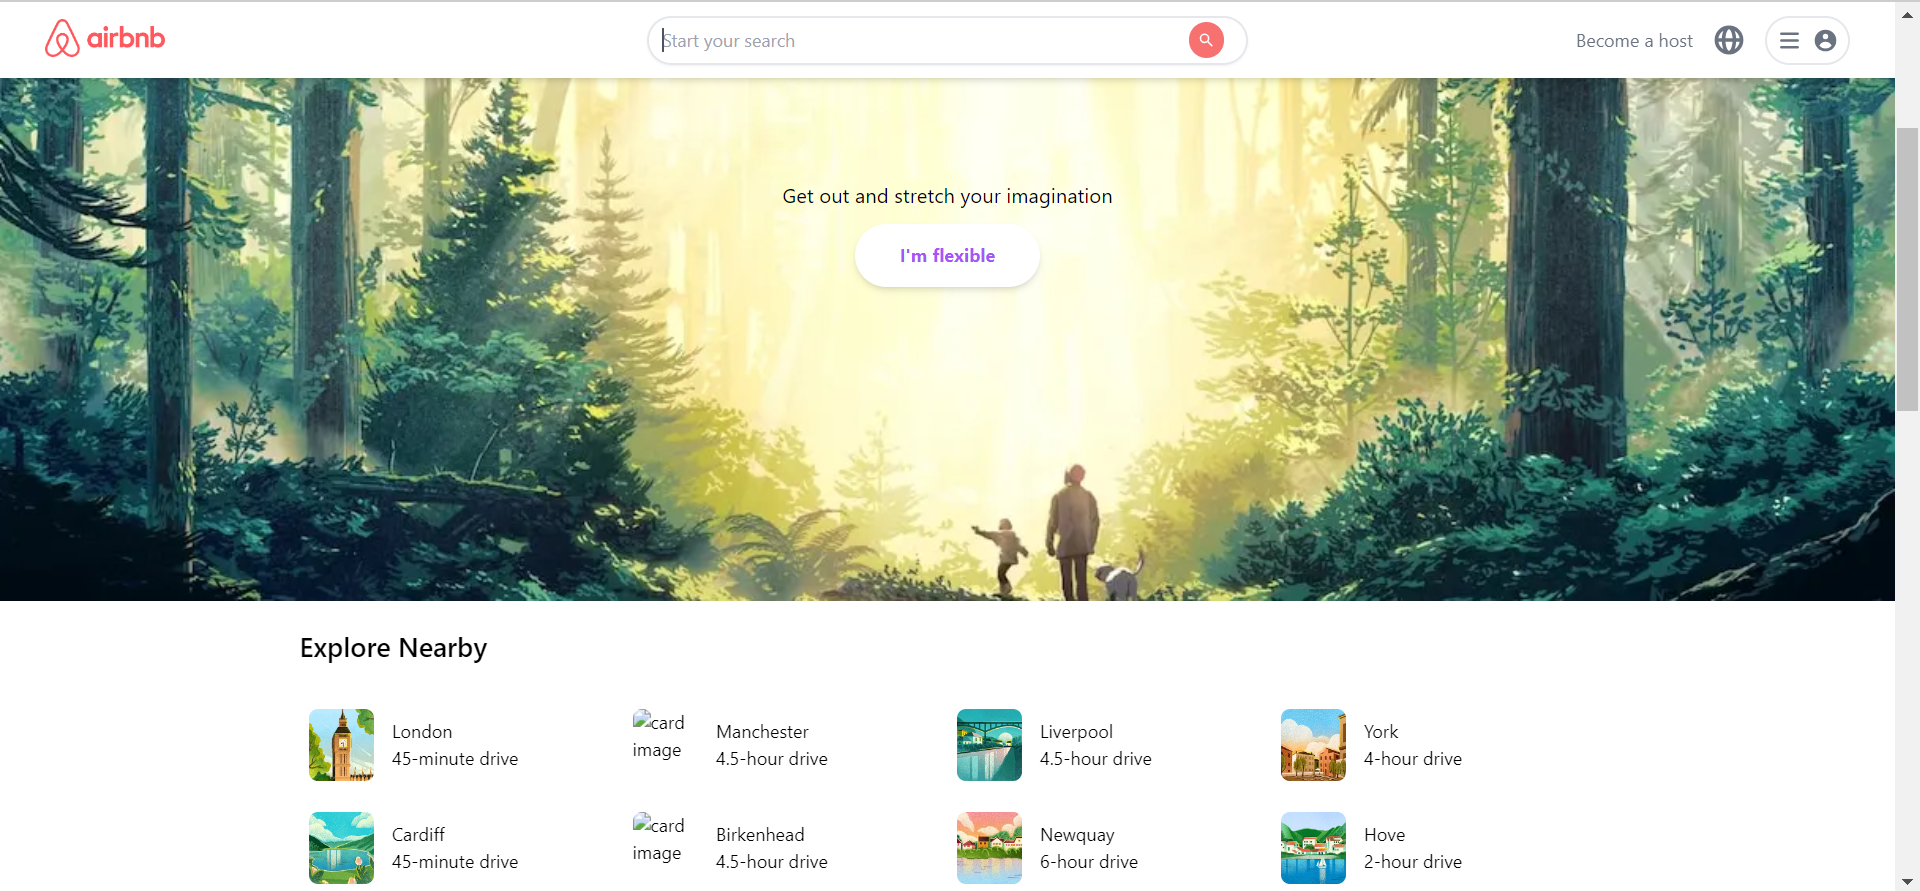 airbnb
Start your search
Become a host
Get out and stretch your imagination
I'm flexible
Explore Nearby
London
45-minute drive
card image
Manchester
4.5-hour drive
Liverpool
4.5-hour drive
York
4-hour drive
Cardiff
45-minute drive
card image
Birkenhead
4.5-hour drive
Newquay
6-hour drive
Hove
2-hour drive